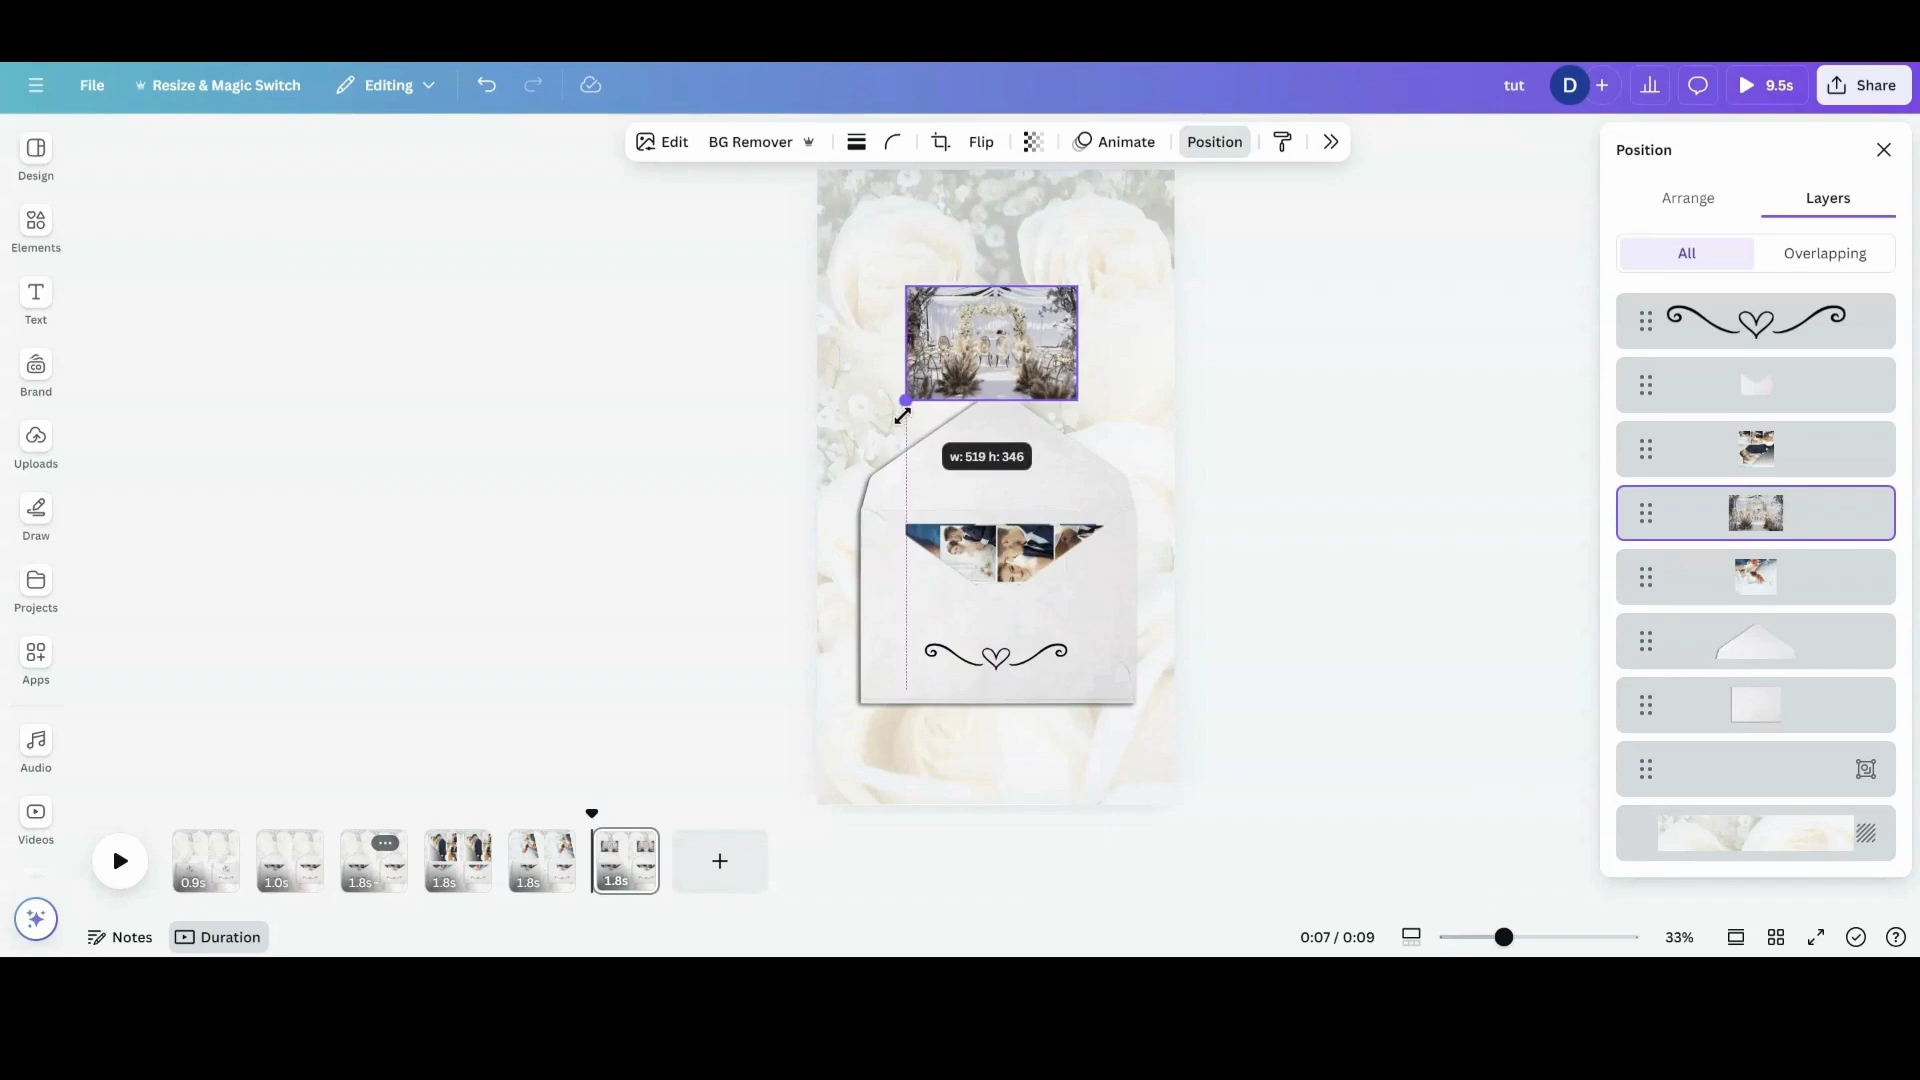 File
Resize & Magic Switch
Editing
tut
D
9.5s
Share
Edit
BG Remover
Flip
Animate
Position
Position
Arrange
Layers
All
Overlapping
Design
Elements
Text
Brand
Uploads
Draw
Projects
Apps
Audio
Videos
w: 519 h: 346
0.9s
1.0s
1.8s
1.8s
1.8s
1.8s
Notes
Duration
0:07 / 0:09
33%